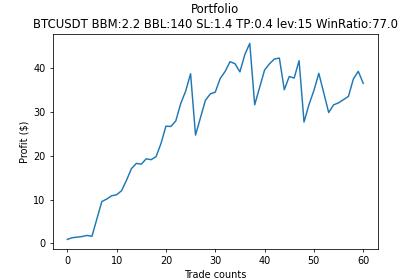 Portfolio
BTCUSDT BBM:2.2 BBL:140 SL:1.4 TP:0.4 lev:15 WinRatio:77.0
Profit ($)
40
30
20
10
0
0 10 20 30 40 50 60
Trade counts